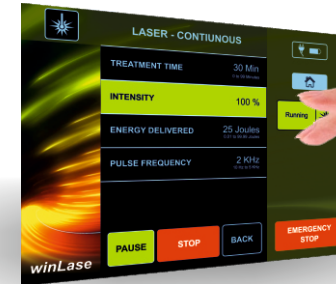 LASER - CONTIUNOUS
TREATMENT TIME 30 Min
INTENSITY 100 %
ENERGY DELIVERED 25 Joules
PULSE FREQUENCY 2 KHz
Running
PAUSE STOP BACK
EMERGENCY
STOP
winLase